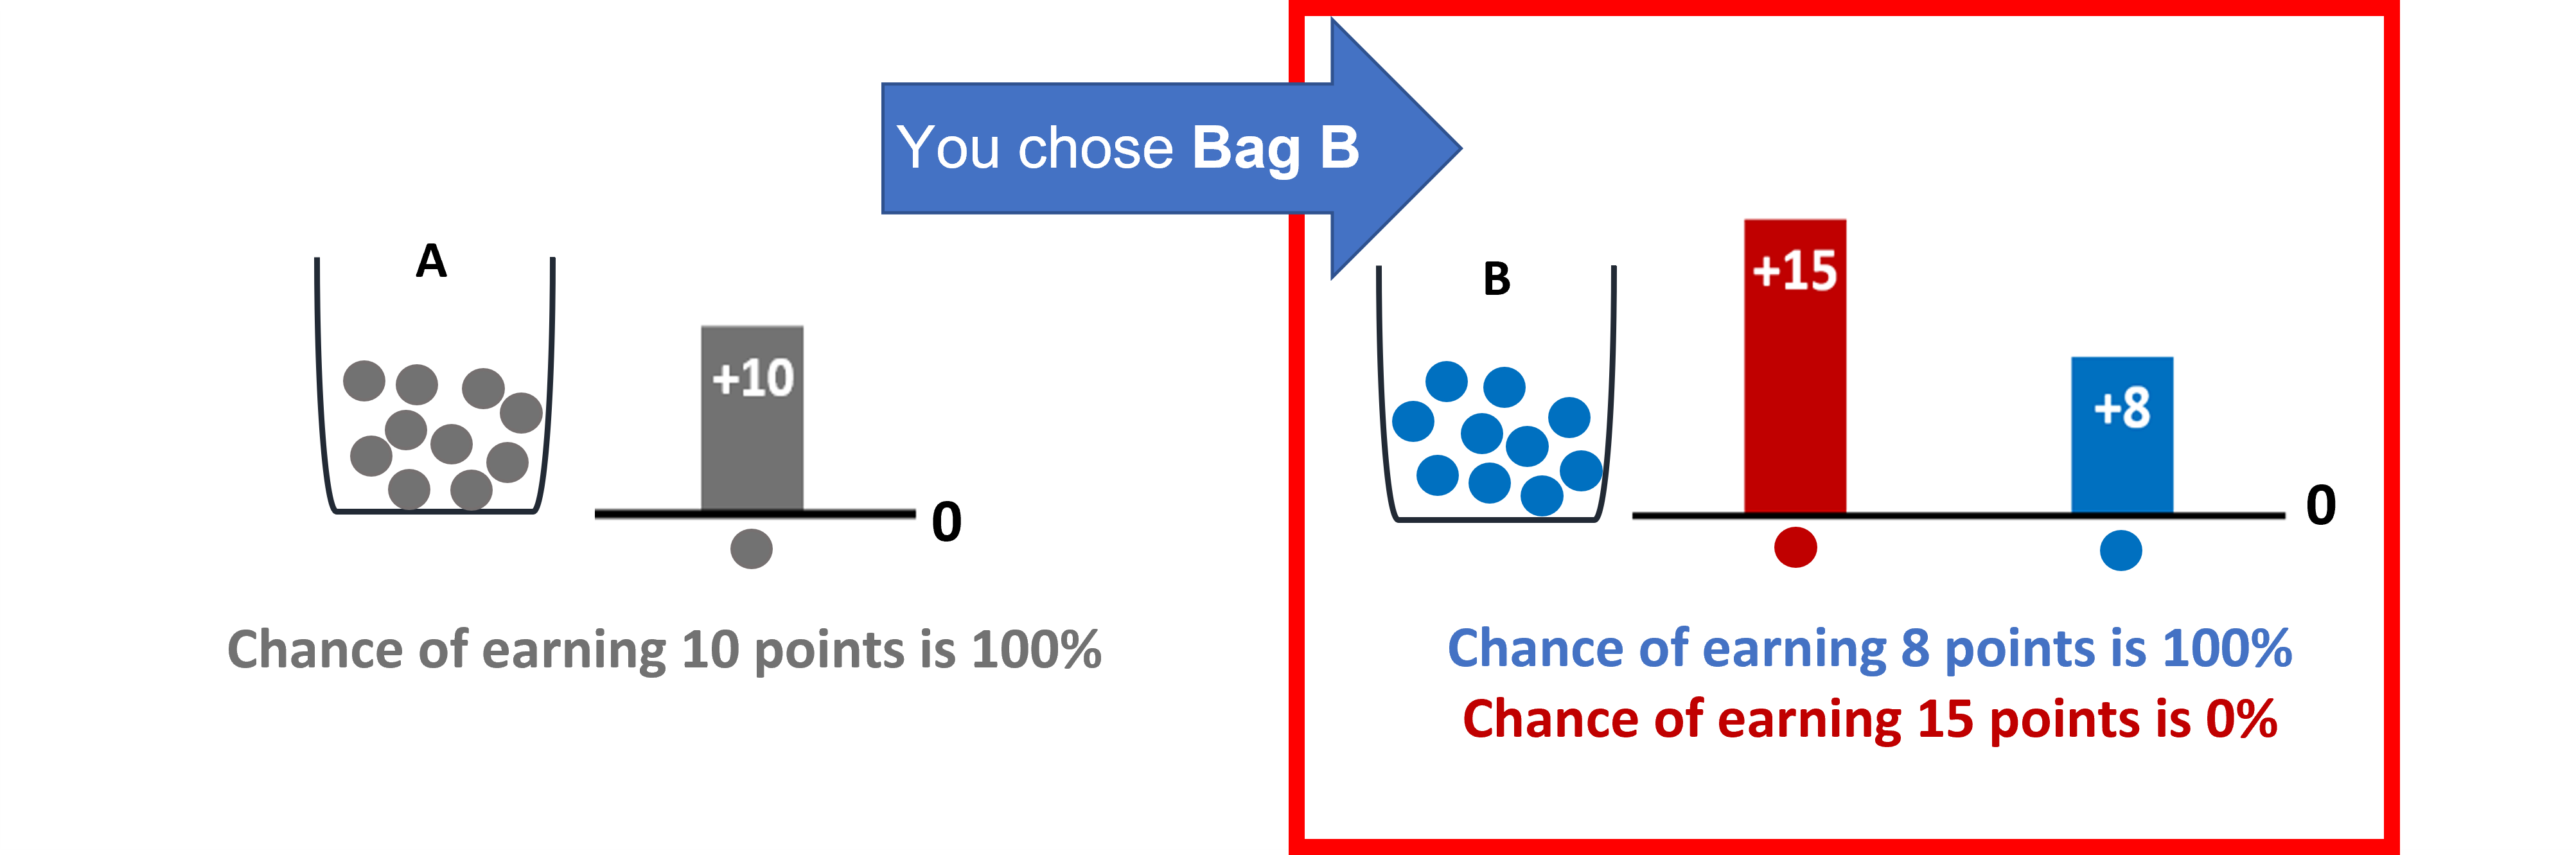 You chose Bag B
A
+10
0
Chance of earning 10 points is 100%
B
+15
+8
0
Chance of earning 8 points is 100%
Chance of earning 15 points is 0%